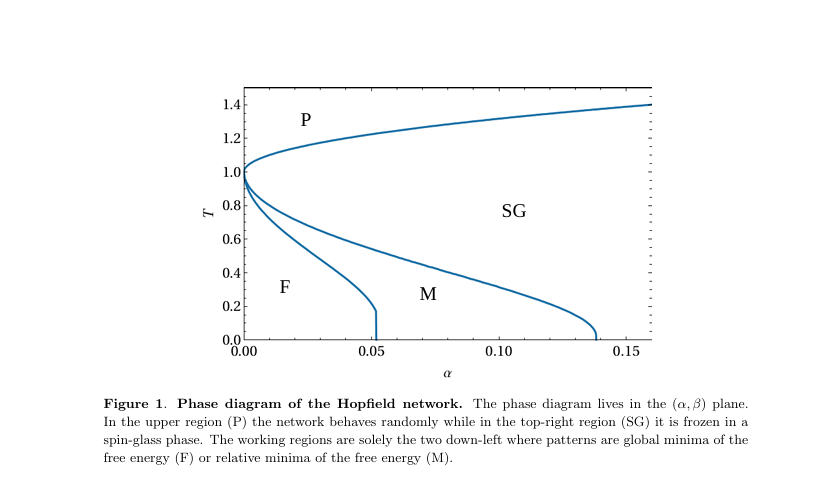 1.4
P
1.2
1.0
0.8
SG
T
0.6
0.4
F
M
0.2
0.0
0.00 0.05 0.10 0.15
α
Figure 1. Phase diagram of the Hopfield network. The phase diagram lives in the (α, β) plane.
In the upper region (P) the network behaves randomly while in the top-right region (SG) it is frozen in a
spin-glass phase. The working regions are solely the two down-left where patterns are global minima of the
free energy (F) or relative minima of the free energy (M).